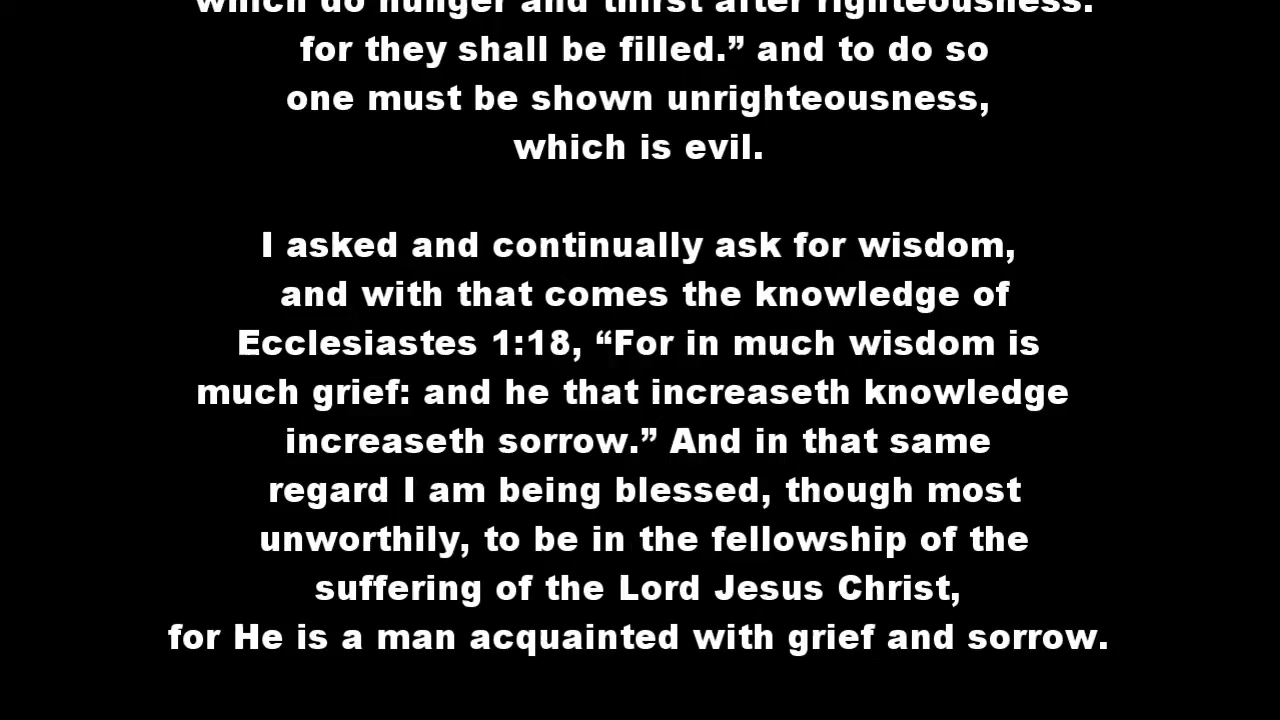 which do hunger and thirst after righteousness:
for they shall be filled.” and to do so
one must be shown unrighteousness,
which is evil.
I asked and continually ask for wisdom,
and with that comes the knowledge of
Ecclesiastes 1:18, “For in much wisdom is
much grief: and he that increaseth knowledge
increaseth sorrow.” And in that same
regard I am being blessed, though most
unworthily, to be in the fellowship of the
suffering of the Lord Jesus Christ,
for He is a man acquainted with grief and sorrow.